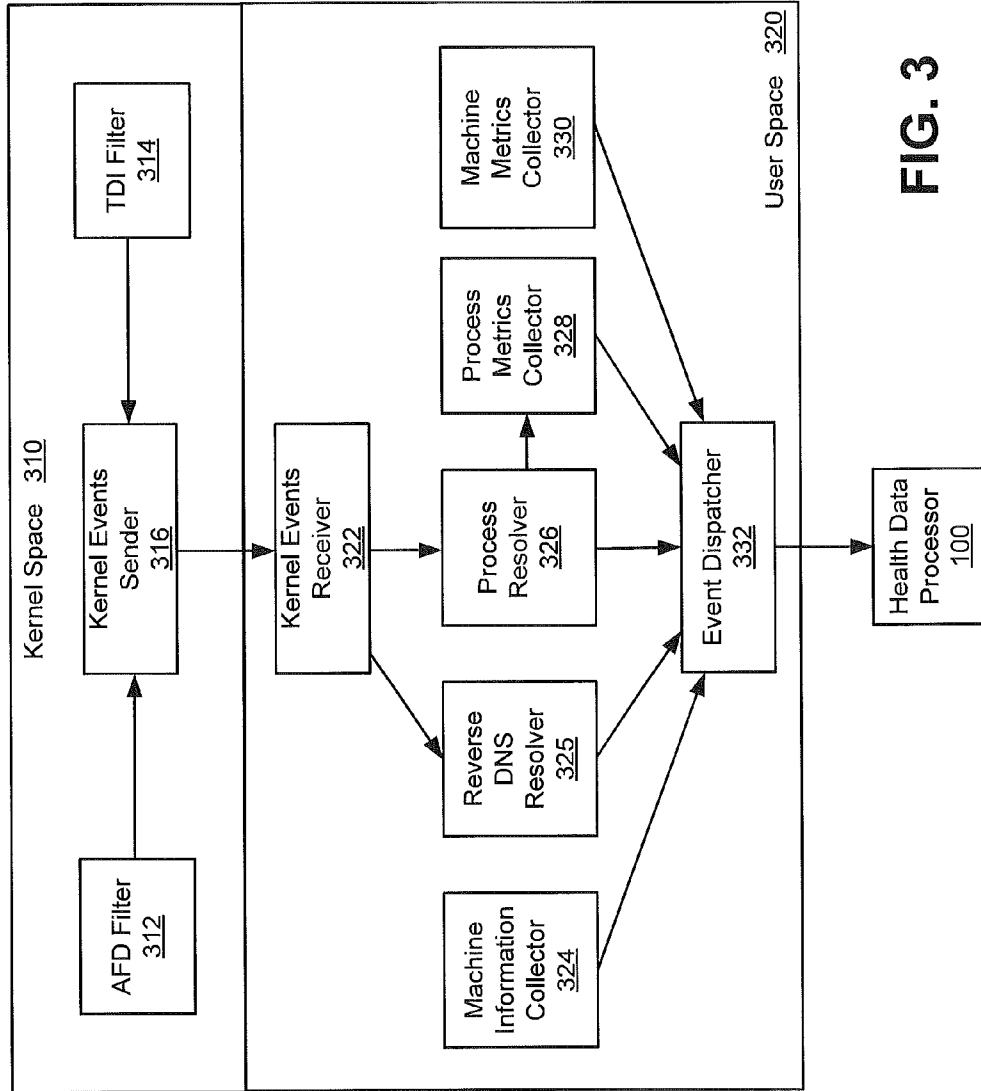 Kernel Space 310
AFD Filter
312
Kernel Events
Sender
316
TDI Filter
314
Kernel Events
Receiver
322
Machine
Information
Collector
324
Reverse
DNS
Resolver
325
Process
Resolver
326
Process
Metrics
Collector
328
Machine
Metrics
Collector
330
Event Dispatcher
332
User Space 320
Health Data
Processor
100
FIG. 3